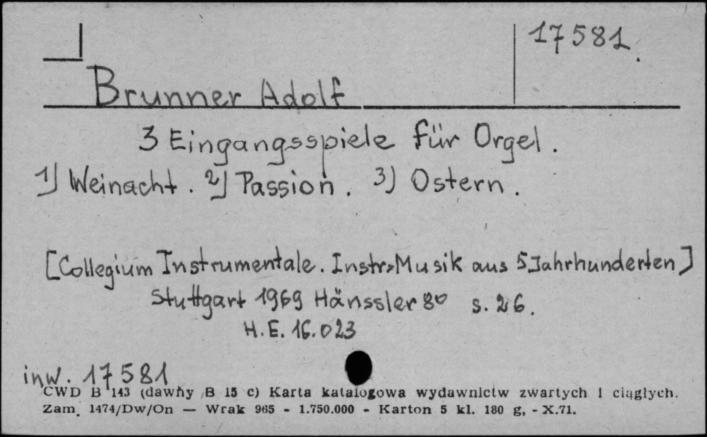 17581
Brunner Adolf
3 Eingangsspiele für Orgel.
1) Weinacht. 2) Passion. 3) Ostern.
[Collegium Instrumentale. Instr. Musik aus 5 Jahrhunderten]
Stuttgart 1969 Hänssler 8° s. 26.
H.E. 16.023
inw. 17581
CWD B 143 (dawny B 15 c) Karta katalogowa wydawnictw zwartych i ciągłych.
Zam. 1474/Dw/On — Wrak 965 - 1.750.000 - Karton 5 kl. 180 g, - X.71.